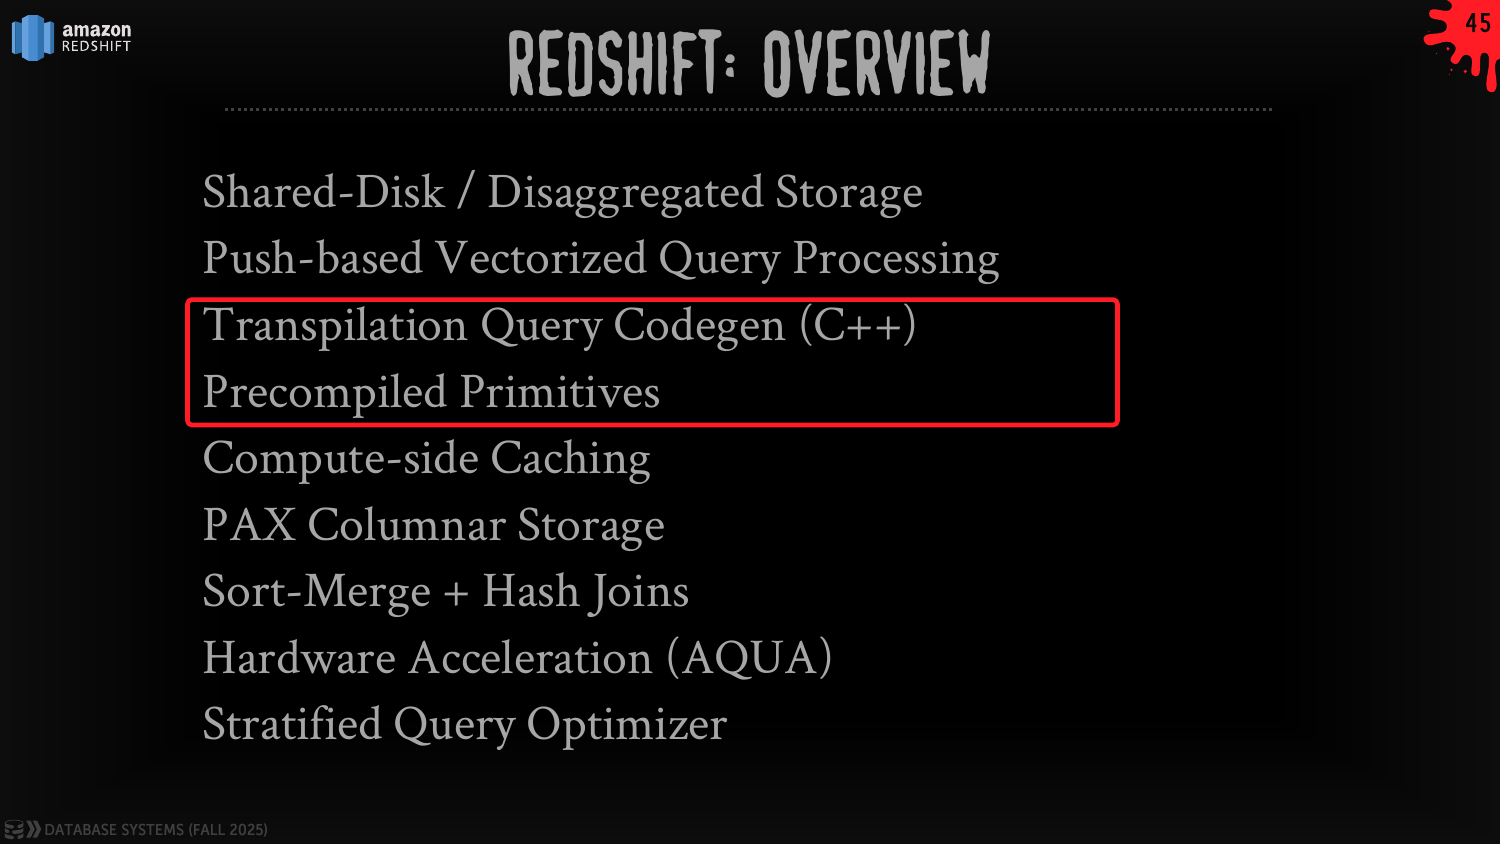 amazon
REDSHIFT
REDSHIFT: OVERVIEW
45
Shared-Disk / Disaggregated Storage
Push-based Vectorized Query Processing
Transpilation Query Codegen (C++)
Precompiled Primitives
Compute-side Caching
PAX Columnar Storage
Sort-Merge + Hash Joins
Hardware Acceleration (AQUA)
Stratified Query Optimizer
DATABASE SYSTEMS (FALL 2025)